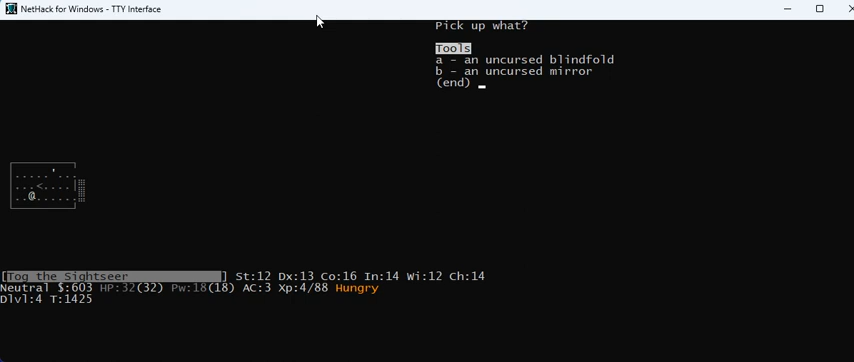 NetHack for Windows - TTY Interface
Pick up what?
Tools
a - an uncursed blindfold
b - an uncursed mirror
(end)
.....'...
...<....|
..@......
[Tog the Sightseer] St:12 Dx:13 Co:16 In:14 Wi:12 Ch:14
Neutral $:603 HP:32(32) Pw:18(18) AC:3 Xp:4/88 Hungry
Dlvl:4 T:1425